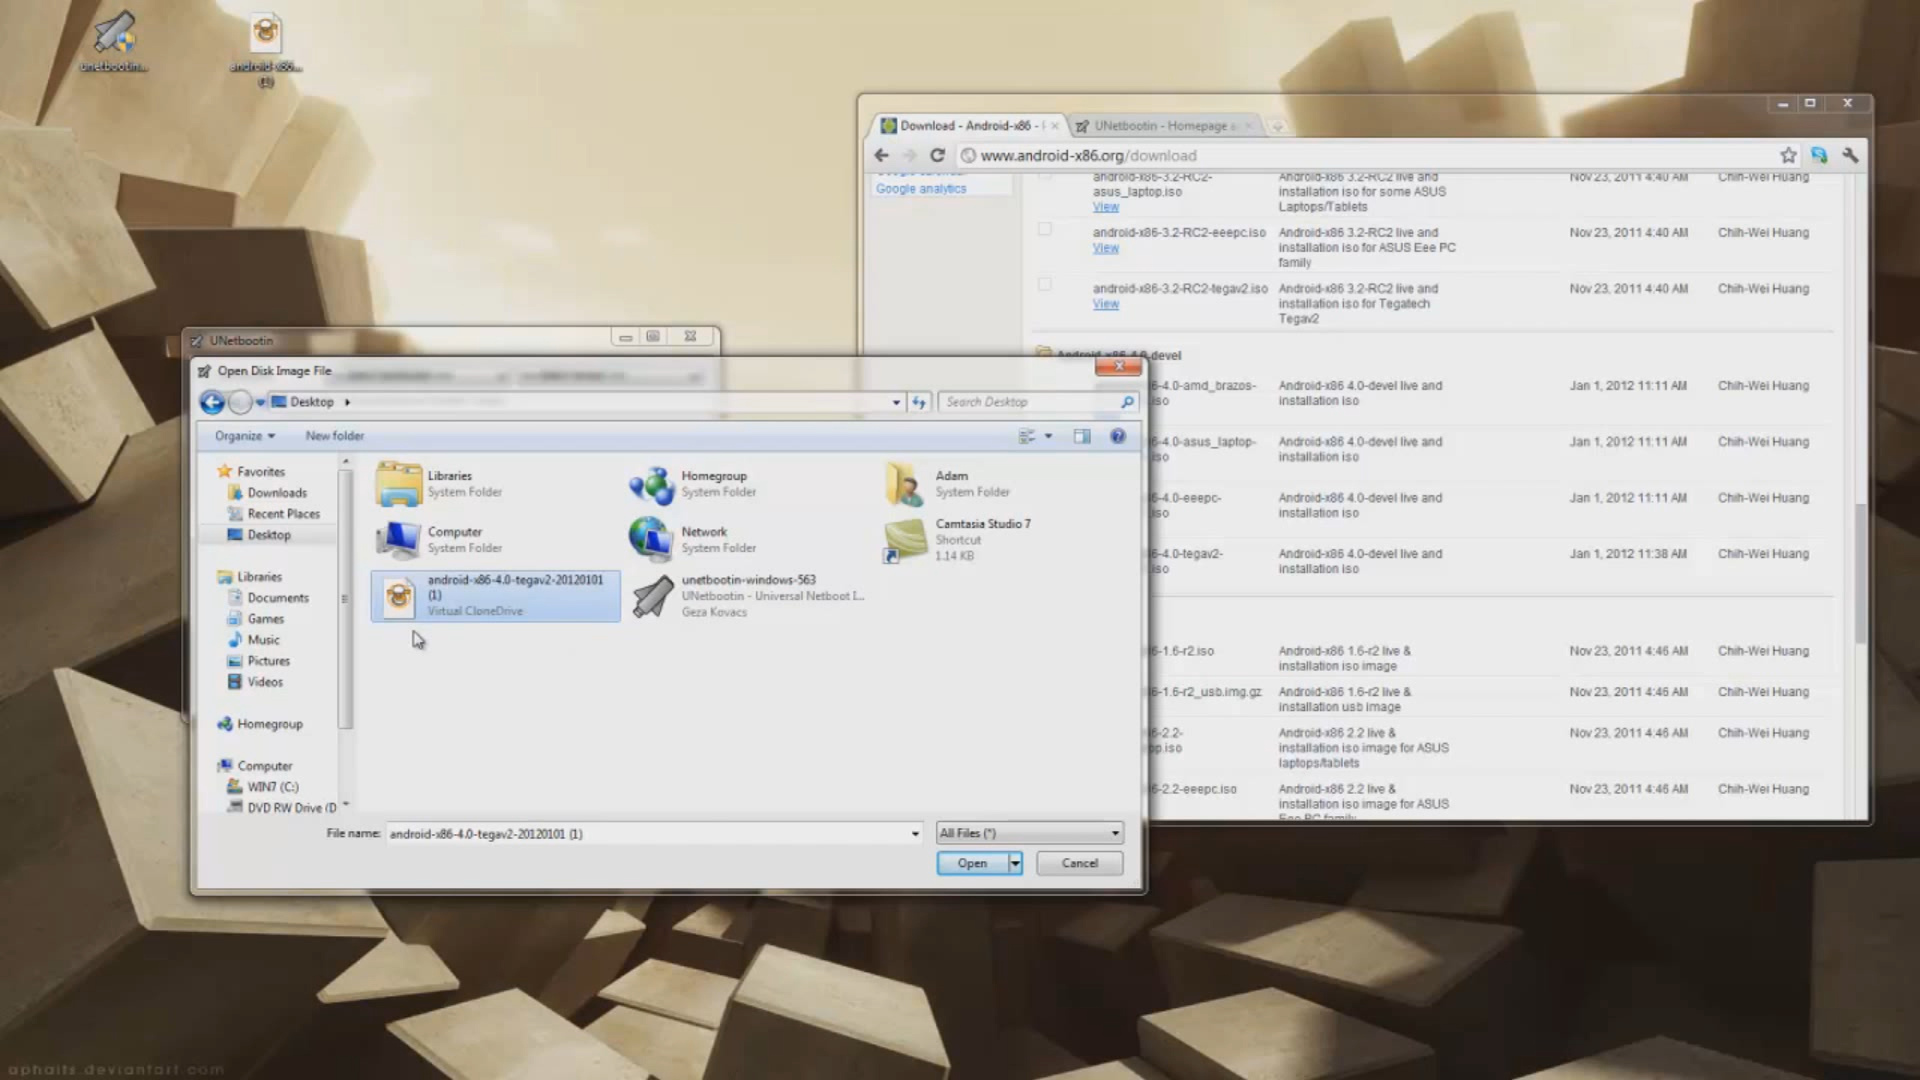 unetbootin...
android-x86...
(1)
Download - Android-x86 -
UNetbootin - Homepage a
www.android-x86.org/download
Google analytics
android-x86-3.2-RC2-
asus_laptop.iso
View
Android-x86 3.2-RC2 live and
installation iso for some ASUS
Laptops/Tablets
Nov 23, 2011 4:40 AM
Chih-Wei Huang
android-x86-3.2-RC2-eeepc.iso
View
Android-x86 3.2-RC2 live and
installation iso for ASUS Eee PC
family
Nov 23, 2011 4:40 AM
Chih-Wei Huang
android-x86-3.2-RC2-tegav2.iso
View
Android-x86 3.2-RC2 live and
installation iso for Tegatech
Tegav2
Nov 23, 2011 4:40 AM
Chih-Wei Huang
Android-x86 4.0-devel
6-4.0-amd_brazos-
.iso
Android-x86 4.0-devel live and
installation iso
Jan 1, 2012 11:11 AM
Chih-Wei Huang
6-4.0-asus_laptop-
.iso
Android-x86 4.0-devel live and
installation iso
Jan 1, 2012 11:11 AM
Chih-Wei Huang
6-4.0-eeepc-
.iso
Android-x86 4.0-devel live and
installation iso
Jan 1, 2012 11:11 AM
Chih-Wei Huang
6-4.0-tegav2-
.iso
Android-x86 4.0-devel live and
installation iso
Jan 1, 2012 11:38 AM
Chih-Wei Huang
6-1.6-r2.iso
Android-x86 1.6-r2 live &
installation iso image
Nov 23, 2011 4:46 AM
Chih-Wei Huang
6-1.6-r2_usb.img.gz
Android-x86 1.6-r2 live &
installation usb image
Nov 23, 2011 4:46 AM
Chih-Wei Huang
6-2.2-
pp.iso
Android-x86 2.2 live &
installation iso image for ASUS
laptops/tablets
Nov 23, 2011 4:46 AM
Chih-Wei Huang
6-2.2-eeepc.iso
Android-x86 2.2 live &
installation iso image for ASUS
Eee PC family
Nov 23, 2011 4:46 AM
Chih-Wei Huang
UNetbootin
Open Disk Image File
Desktop
Search Desktop
Organize
New folder
Favorites
Downloads
Recent Places
Desktop
Libraries
Documents
Games
Music
Pictures
Videos
Homegroup
Computer
WIN7 (C:)
DVD RW Drive (D
Libraries
System Folder
Homegroup
System Folder
Adam
System Folder
Computer
System Folder
Network
System Folder
Camtasia Studio 7
Shortcut
1.14 KB
android-x86-4.0-tegav2-20120101
(1)
Virtual CloneDrive
unetbootin-windows-563
UNetbootin - Universal Netboot I...
Geza Kovacs
File name:
android-x86-4.0-tegav2-20120101 (1)
All Files (*)
Open
Cancel
aphaits.deviantart.com